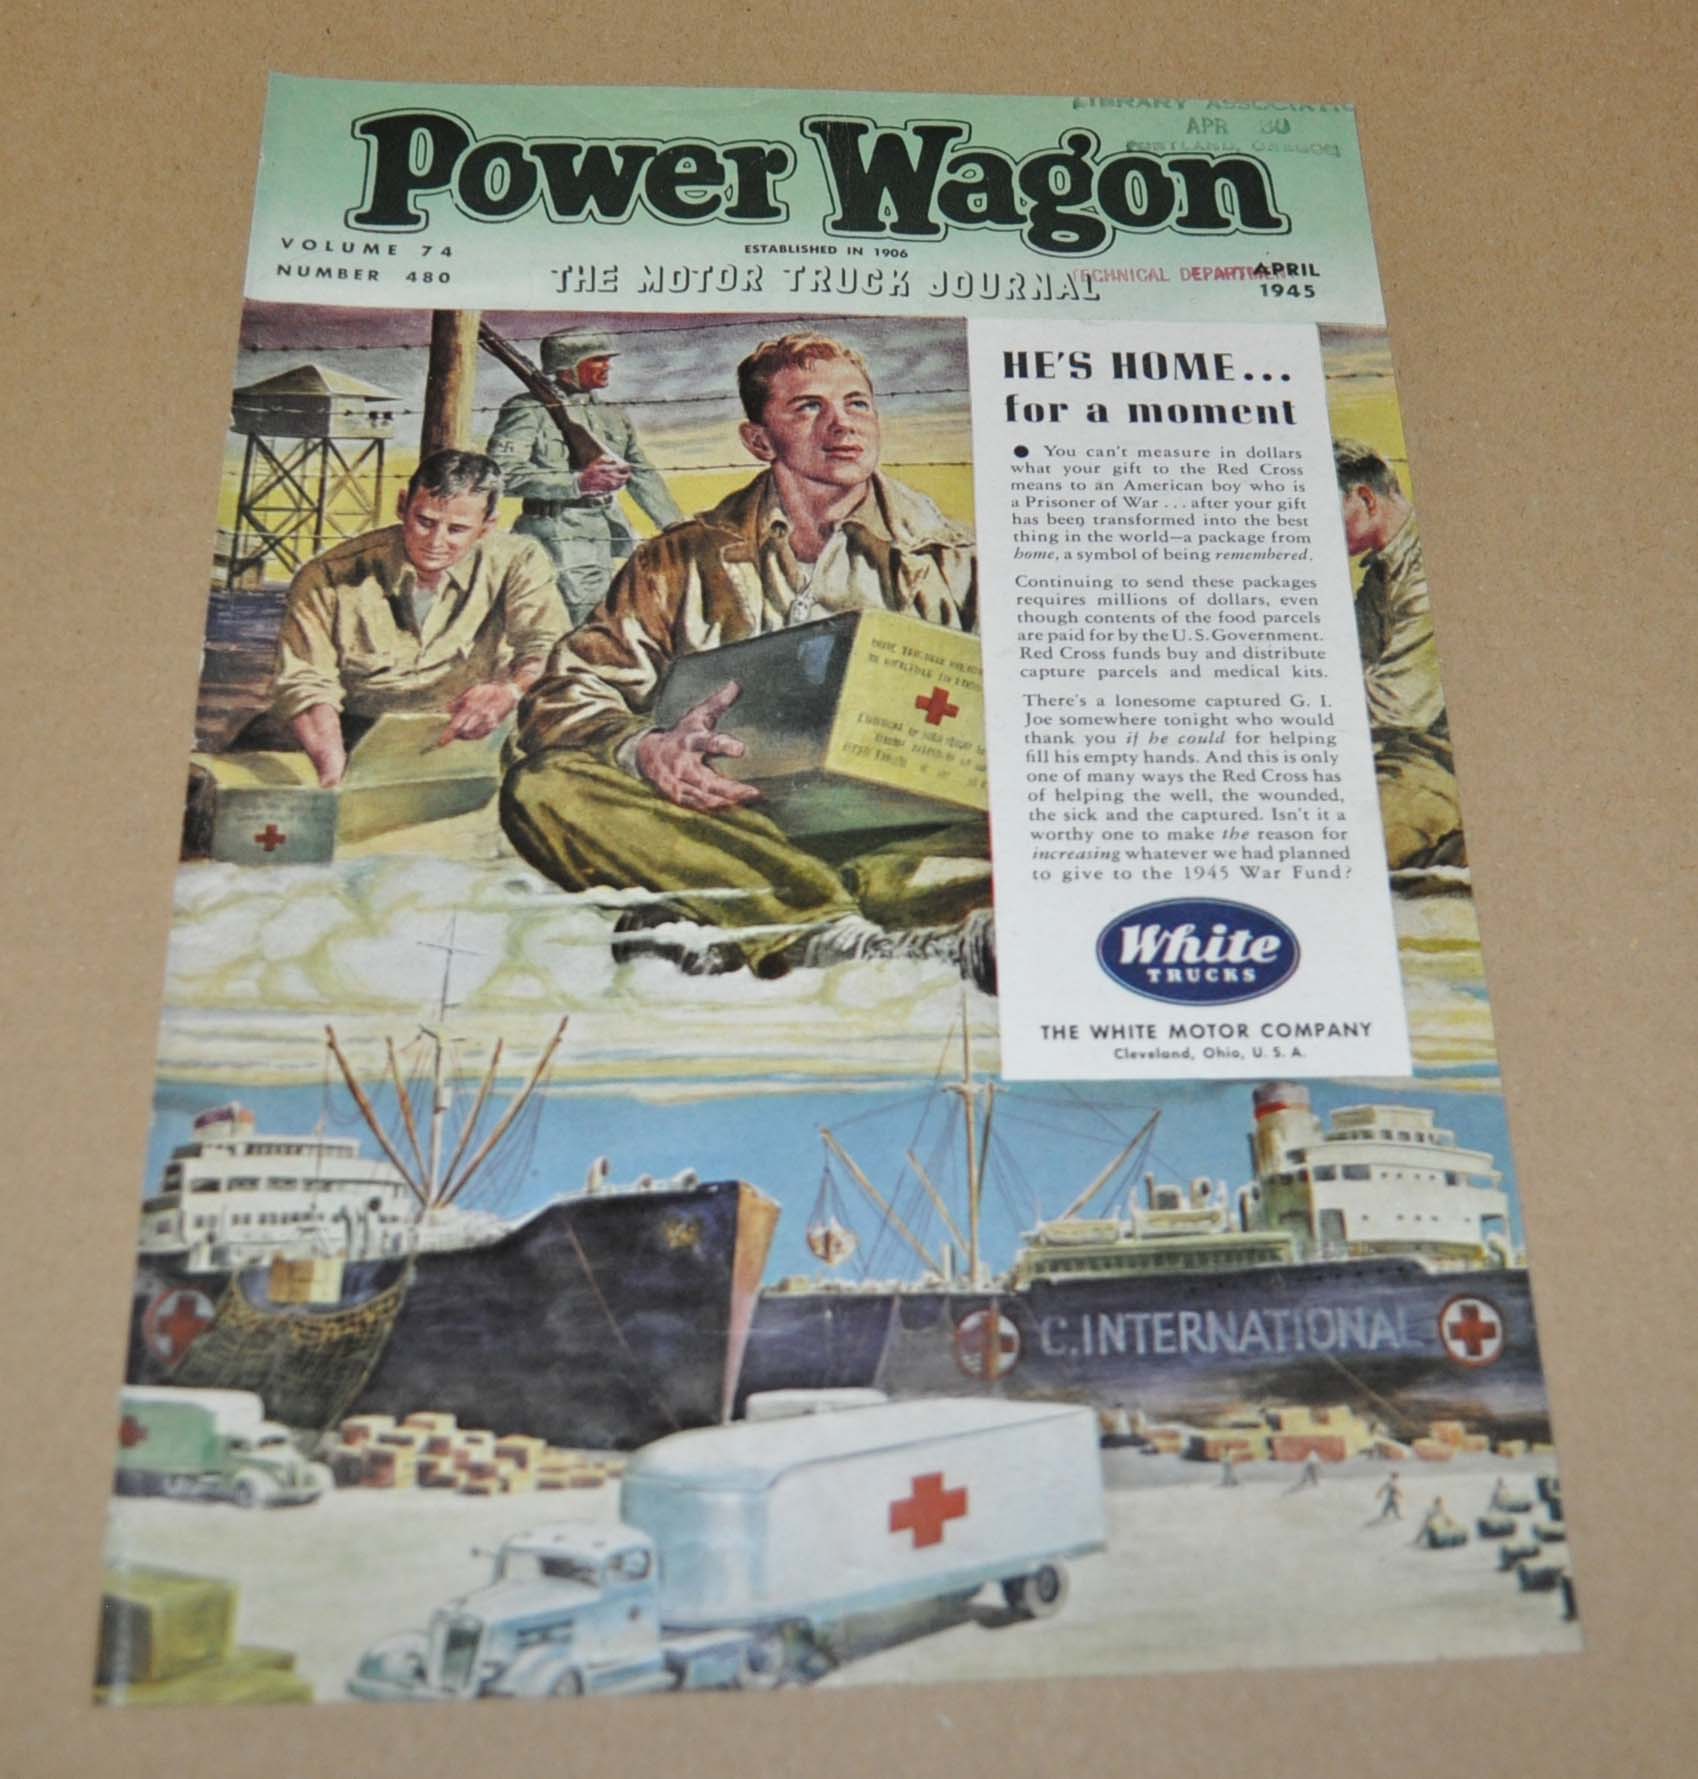 LIBRARY ASSOCIATIO
APR 30
PORTLAND, OREGON
Power Wagon
VOLUME 74
NUMBER 480
ESTABLISHED IN 1906
THE MOTOR TRUCK JOURNAL
TECHNICAL DEPARTMENT
APRIL
1945
HE'S HOME...
for a moment
● You can't measure in dollars
what your gift to the Red Cross
means to an American boy who is
a Prisoner of War ... after your gift
has been transformed into the best
thing in the world—a package from
home, a symbol of being remembered.
Continuing to send these packages
requires millions of dollars, even
though contents of the food parcels
are paid for by the U.S. Government.
Red Cross funds buy and distribute
capture parcels and medical kits.
There's a lonesome captured G. I.
Joe somewhere tonight who would
thank you if he could for helping
fill his empty hands. And this is only
one of many ways the Red Cross has
of helping the well, the wounded,
the sick and the captured. Isn't it a
worthy one to make the reason for
increasing whatever we had planned
to give to the 1945 War Fund?
White
TRUCKS
THE WHITE MOTOR COMPANY
Cleveland, Ohio, U. S. A.
C.INTERNATIONAL